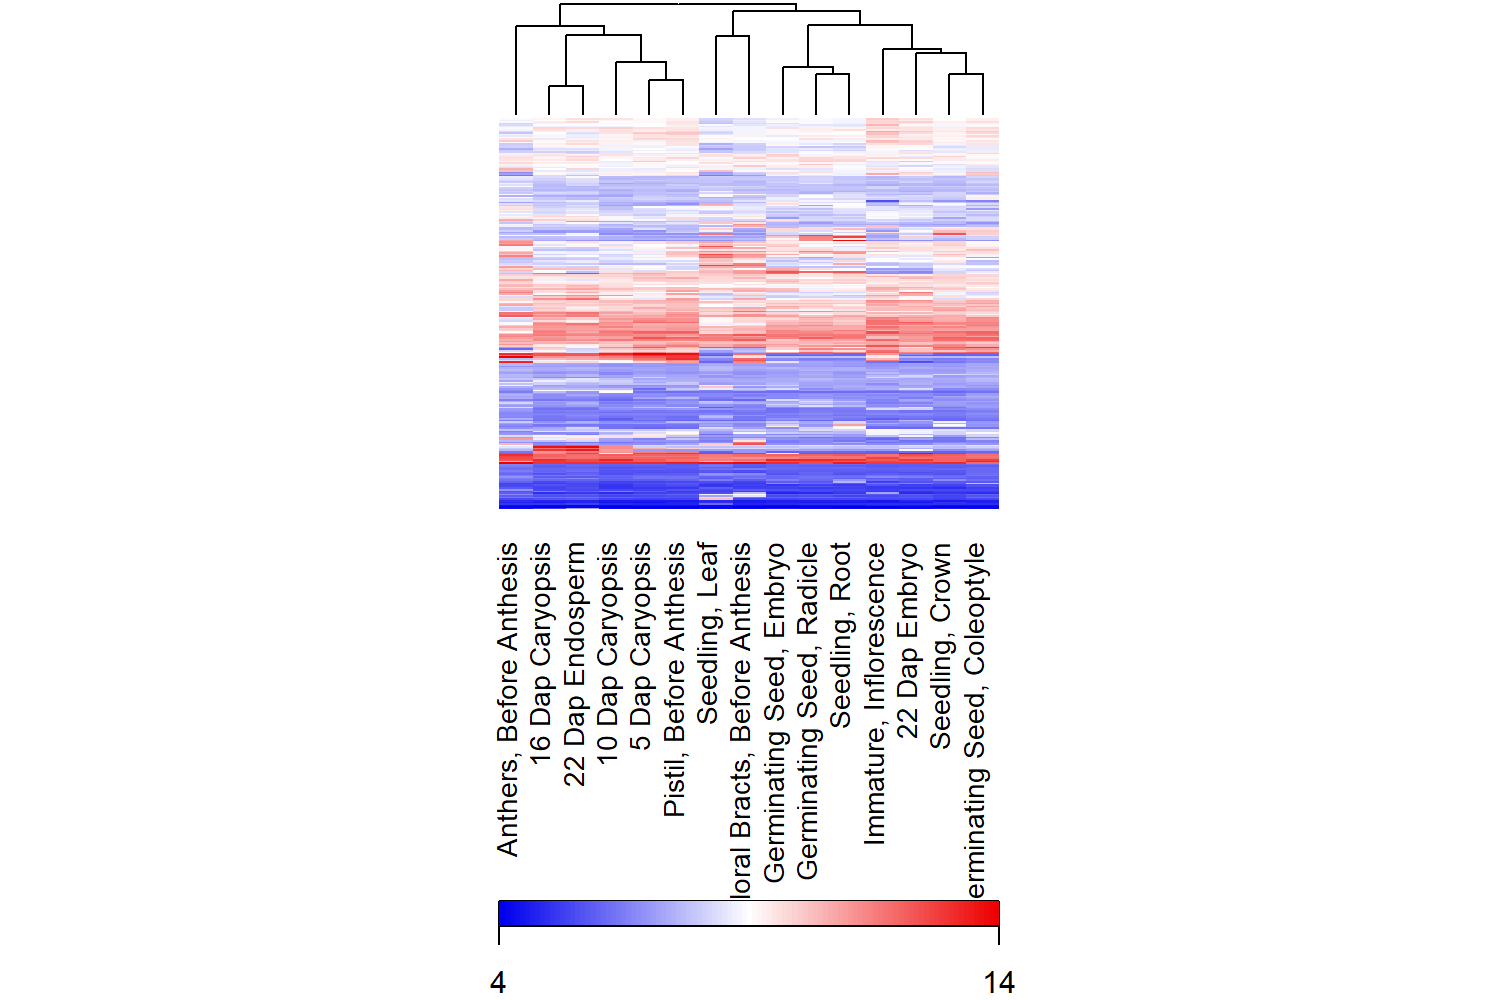 Anthers, Before Anthesis
16 Dap Caryopsis
22 Dap Endosperm
10 Dap Caryopsis
5 Dap Caryopsis
Pistil, Before Anthesis
Seedling, Leaf
loral Bracts, Before Anthesis
Germinating Seed, Embryo
Germinating Seed, Radicle
Seedling, Root
Immature, Inflorescence
22 Dap Embryo
Seedling, Crown
erminating Seed, Coleoptyle
4
14